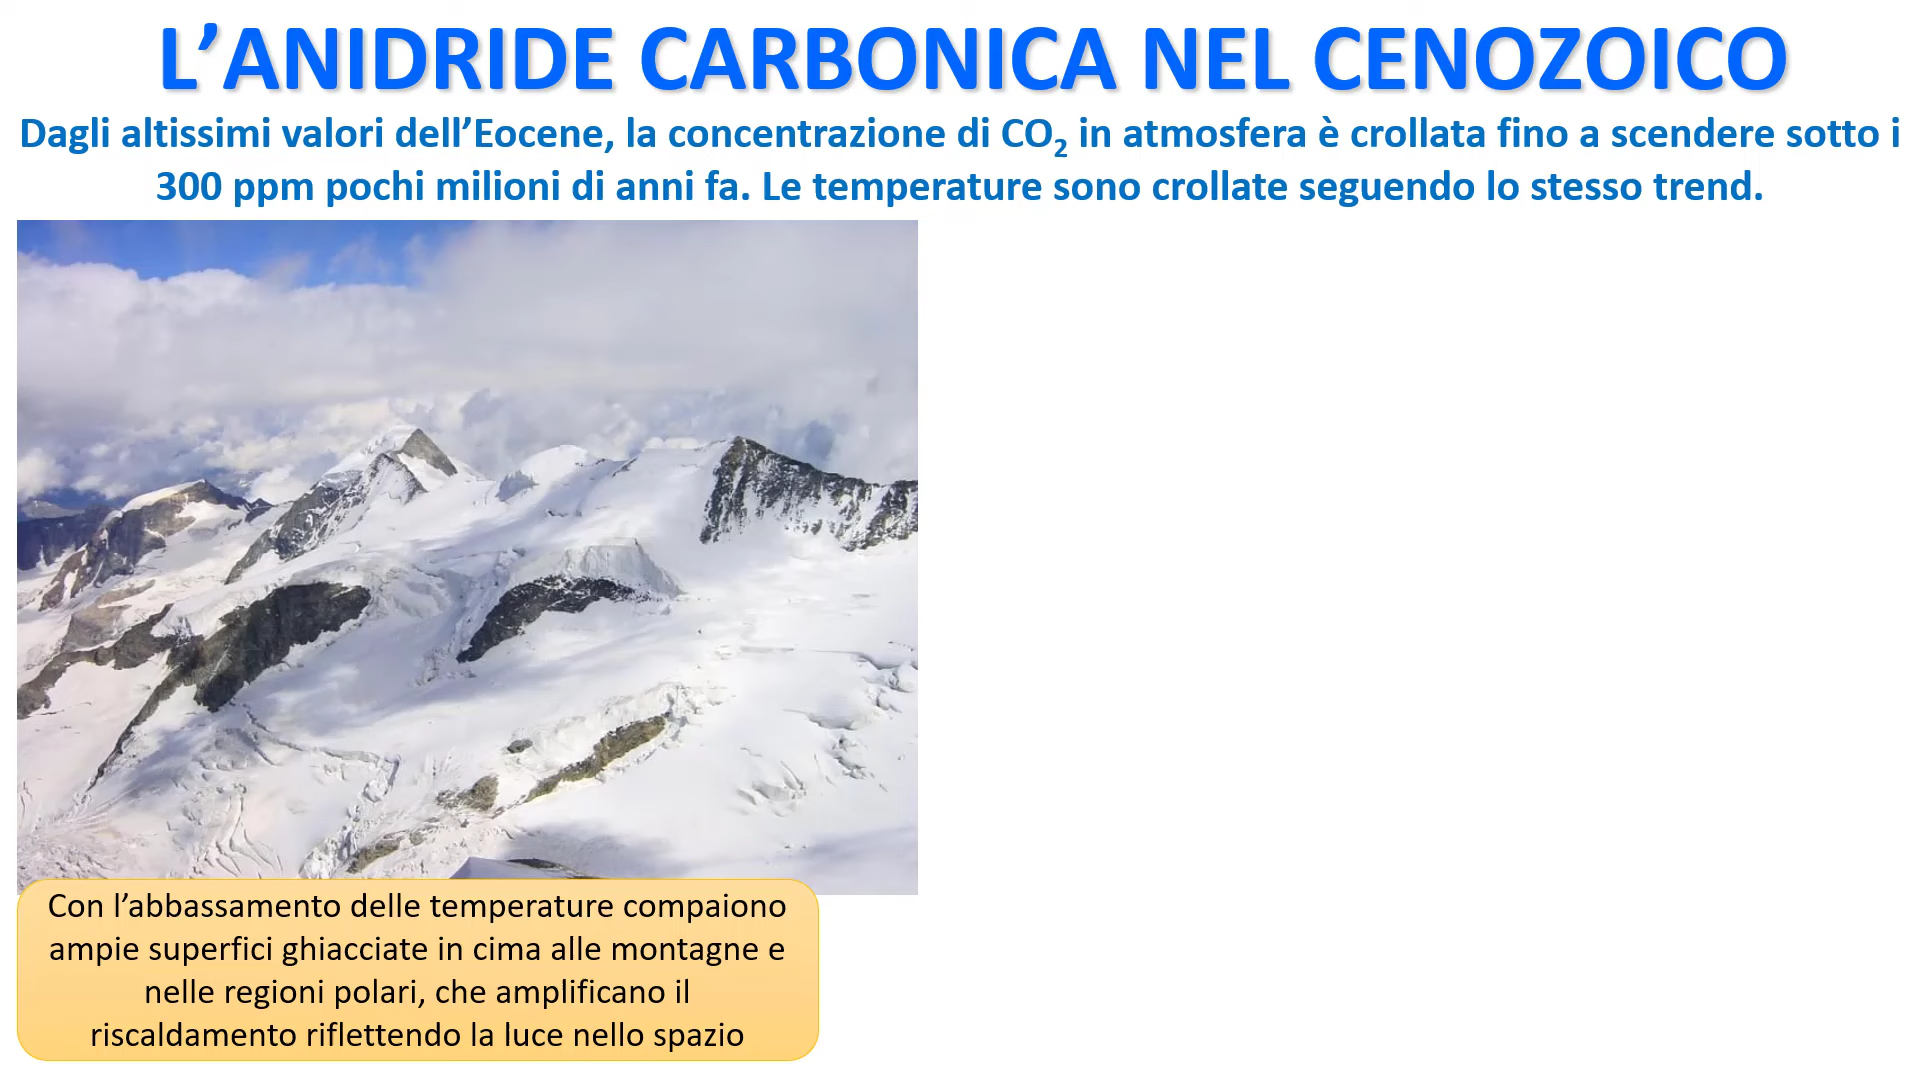 L’ANIDRIDE CARBONICA NEL CENOZOICO
Dagli altissimi valori dell’Eocene, la concentrazione di CO₂ in atmosfera è crollata fino a scendere sotto i
300 ppm pochi milioni di anni fa. Le temperature sono crollate seguendo lo stesso trend.
Con l’abbassamento delle temperature compaiono
ampie superfici ghiacciate in cima alle montagne e
nelle regioni polari, che amplificano il
riscaldamento riflettendo la luce nello spazio